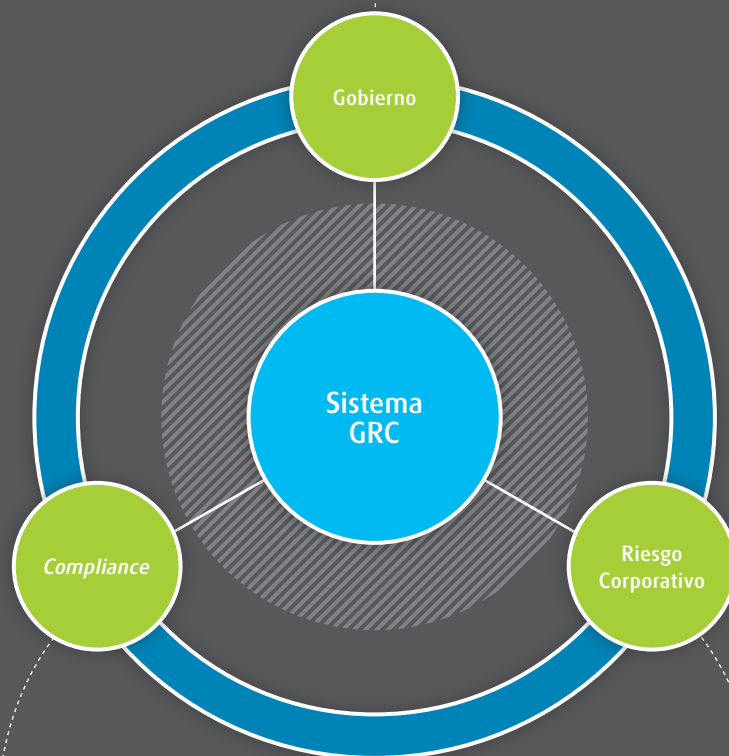 Gobierno
Sistema
GRC
Compliance
Riesgo
Corporativo